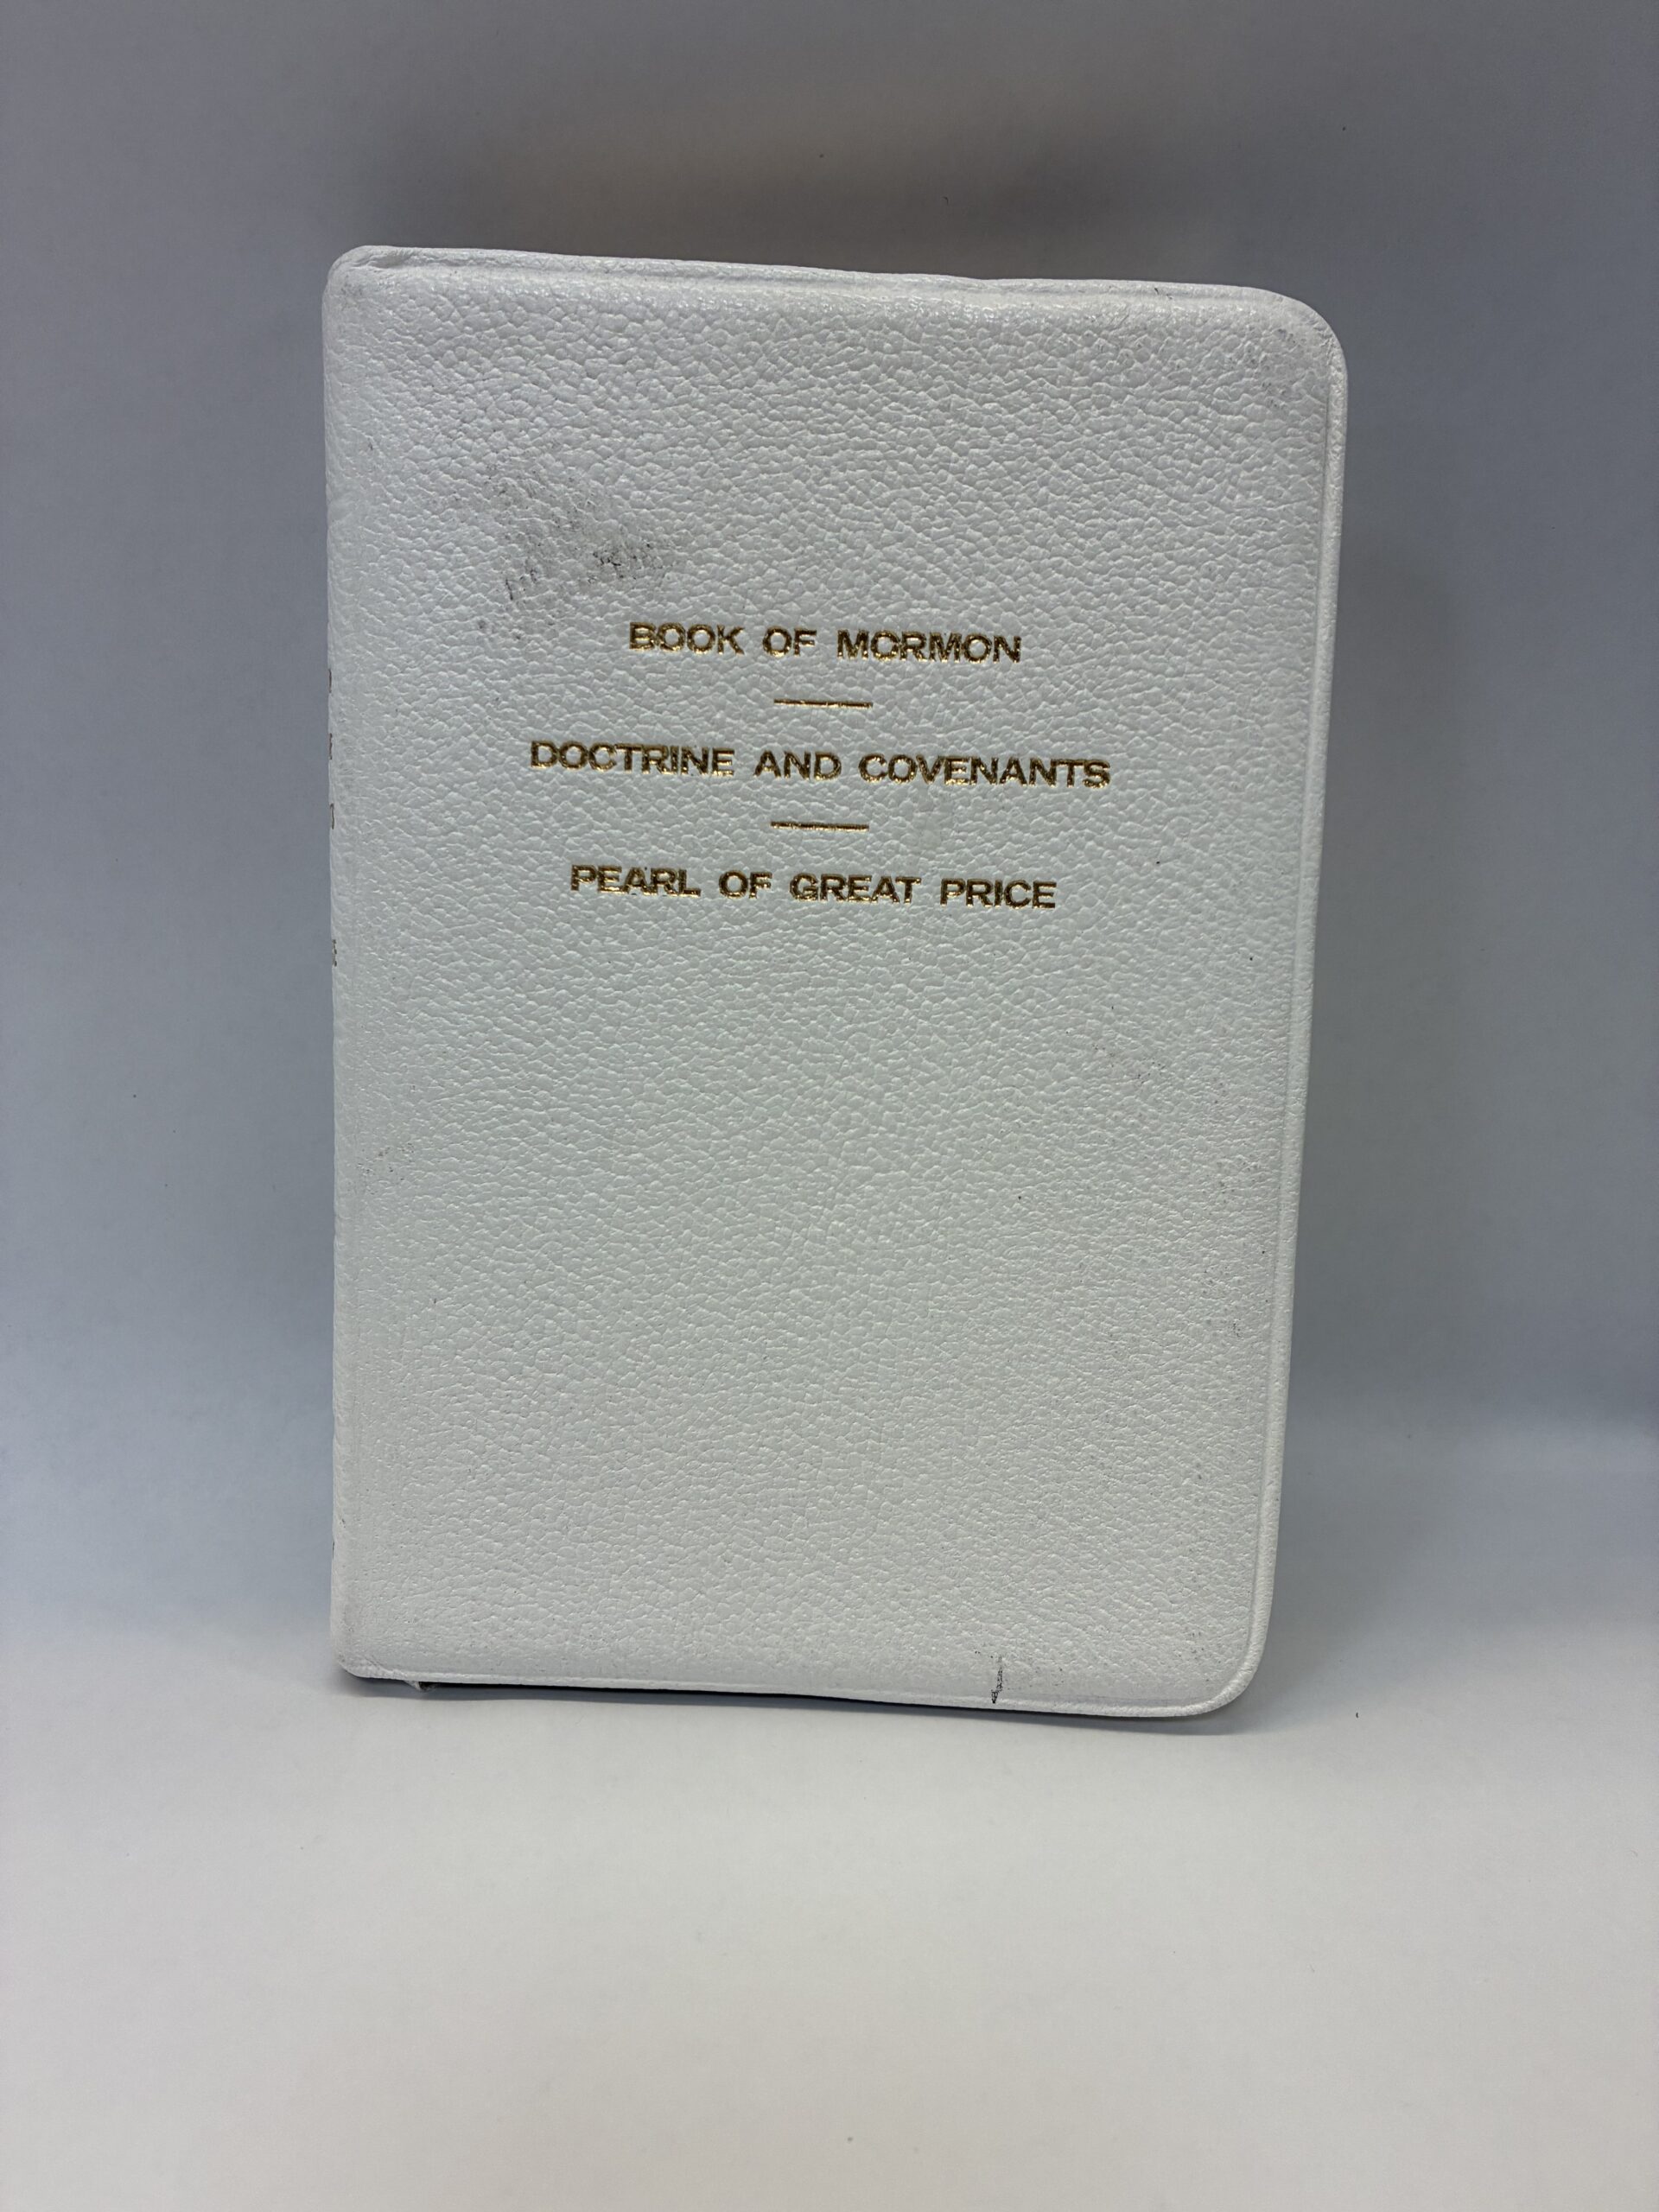 BOOK OF MORMON
DOCTRINE AND COVENANTS
PEARL OF GREAT PRICE